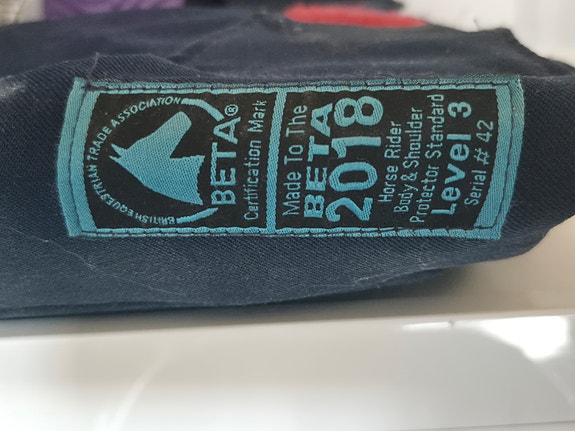 BRITISH EQUESTRIAN TRADE ASSOCIATION
BETA®
Certification Mark
Made To The
BETA
2018
Horse Rider
Body & Shoulder
Protector Standard
Level 3
Serial # 42